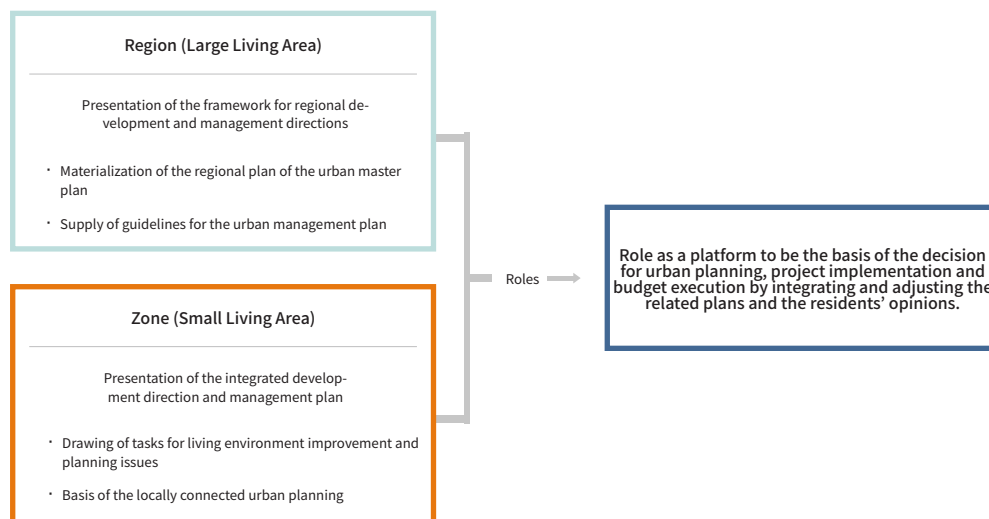 Region (Large Living Area)
Presentation of the framework for regional de-
velopment and management directions
· Materialization of the regional plan of the urban master
plan
· Supply of guidelines for the urban management plan
Zone (Small Living Area)
Presentation of the integrated develop-
ment direction and management plan
· Drawing of tasks for living environment improvement and
planning issues
· Basis of the locally connected urban planning
Roles
Role as a platform to be the basis of the decision
for urban planning, project implementation and
budget execution by integrating and adjusting the
related plans and the residents’ opinions.